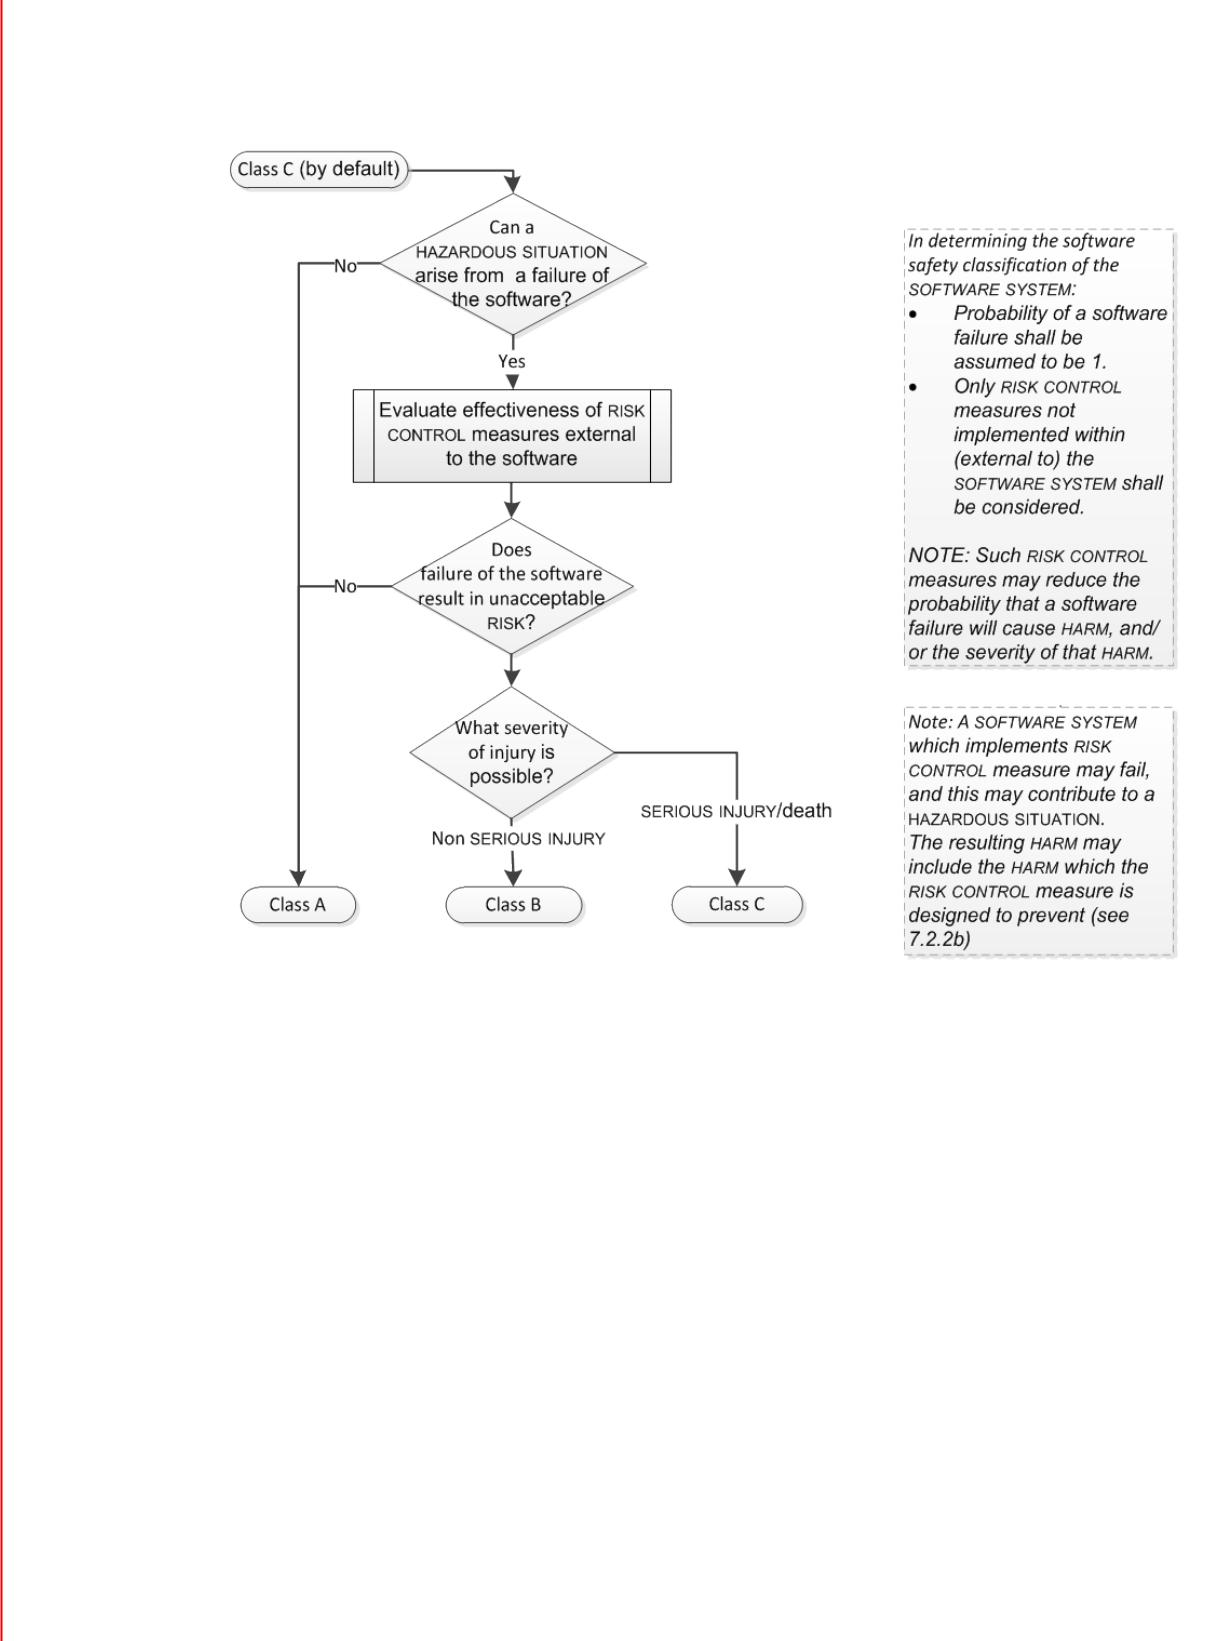 Class C (by default)
Can a
HAZARDOUS SITUATION
arise from a failure of
the software?
No
Yes
Evaluate effectiveness of RISK
CONTROL measures external
to the software
Does
failure of the software
result in unacceptable
RISK?
No
What severity
of injury is
possible?
SERIOUS INJURY/death
Non SERIOUS INJURY
Class A
Class B
Class C
In determining the software
safety classification of the
SOFTWARE SYSTEM:
• Probability of a software
failure shall be
assumed to be 1.
• Only RISK CONTROL
measures not
implemented within
(external to) the
SOFTWARE SYSTEM shall
be considered.
NOTE: Such RISK CONTROL
measures may reduce the
probability that a software
failure will cause HARM, and/
or the severity of that HARM.
Note: A SOFTWARE SYSTEM
which implements RISK
CONTROL measure may fail,
and this may contribute to a
HAZARDOUS SITUATION.
The resulting HARM may
include the HARM which the
RISK CONTROL measure is
designed to prevent (see
7.2.2b)